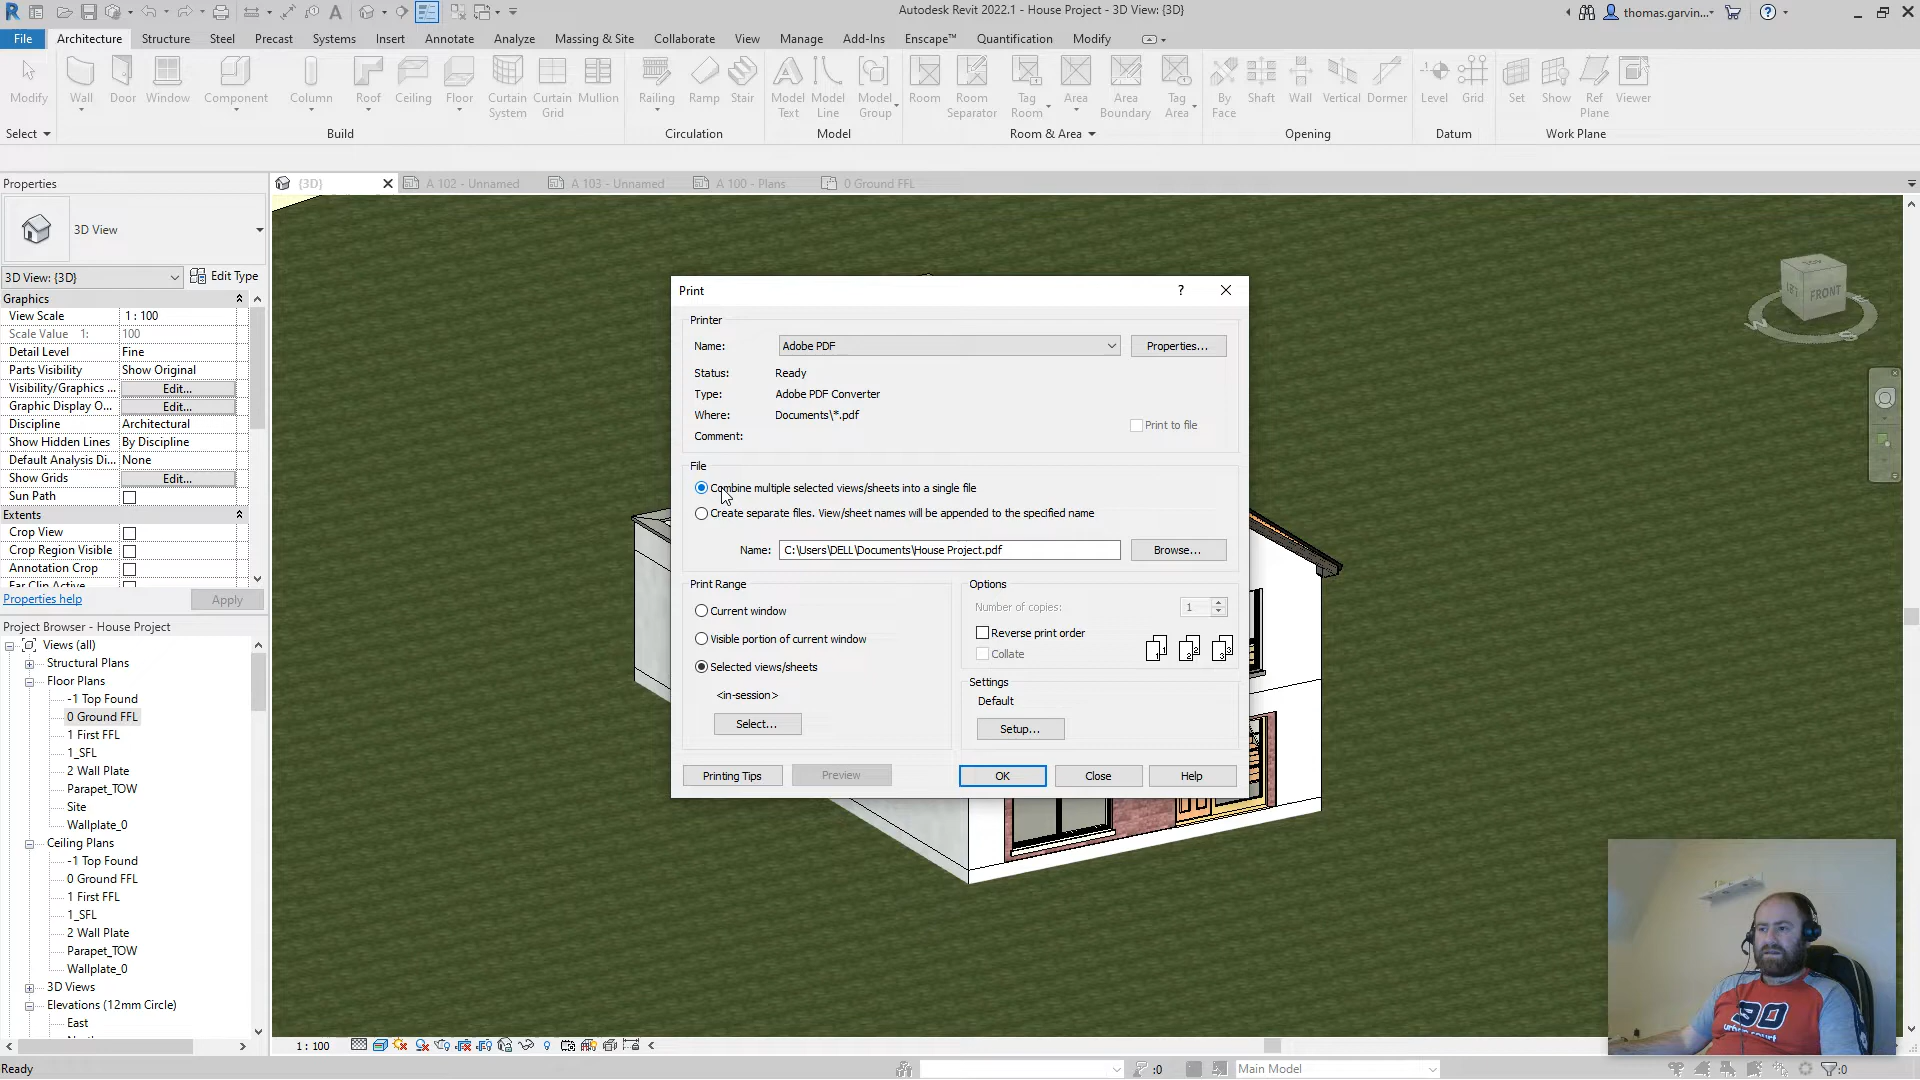 Autodesk Revit 2022.1 - House Project - 3D View: {3D}
thomas.garvin...
File Architecture Structure Steel Precast Systems Insert Annotate Analyze Massing & Site Collaborate View Manage Add-Ins Enscape™ Quantification Modify
Modify Wall Door Window Component Column Roof Ceiling Floor Curtain System Curtain Grid Mullion Railing Ramp Stair Model Text Model Line Model Group Room Room Separator Tag Room Area Area Boundary Tag Area By Face Shaft Wall Vertical Dormer Level Grid Set Show Ref Plane Viewer
Select Build Circulation Model Room & Area Opening Datum Work Plane
Properties
{3D} A 102 - Unnamed A 103 - Unnamed A 100 - Plans 0 Ground FFL
3D View
3D View: {3D} Edit Type
Graphics
View Scale 1 : 100
Scale Value 1: 100
Detail Level Fine
Parts Visibility Show Original
Visibility/Graphics ... Edit...
Graphic Display O... Edit...
Discipline Architectural
Show Hidden Lines By Discipline
Default Analysis Di... None
Show Grids Edit...
Sun Path
Extents
Crop View
Crop Region Visible
Annotation Crop
Far Clip Active
Properties help Apply
Project Browser - House Project
Views (all)
Structural Plans
Floor Plans
-1 Top Found
0 Ground FFL
1 First FFL
1_SFL
2 Wall Plate
Parapet_TOW
Site
Wallplate_0
Ceiling Plans
-1 Top Found
0 Ground FFL
1 First FFL
1_SFL
2 Wall Plate
Parapet_TOW
Wallplate_0
3D Views
Elevations (12mm Circle)
East
Print
Printer
Name: Adobe PDF Properties...
Status: Ready
Type: Adobe PDF Converter
Where: Documents\*.pdf
Print to file
Comment:
File
Combine multiple selected views/sheets into a single file
Create separate files. View/sheet names will be appended to the specified name
Name: C:\Users\DELL\Documents\House Project.pdf Browse...
Print Range
Current window
Visible portion of current window
Selected views/sheets
<in-session>
Select...
Options
Number of copies: 1
Reverse print order
Collate
1 1 2 2 3 3
Settings
Default
Setup...
Printing Tips Preview OK Close Help
FRONT
1 : 100
Ready
:0
Main Model
:0